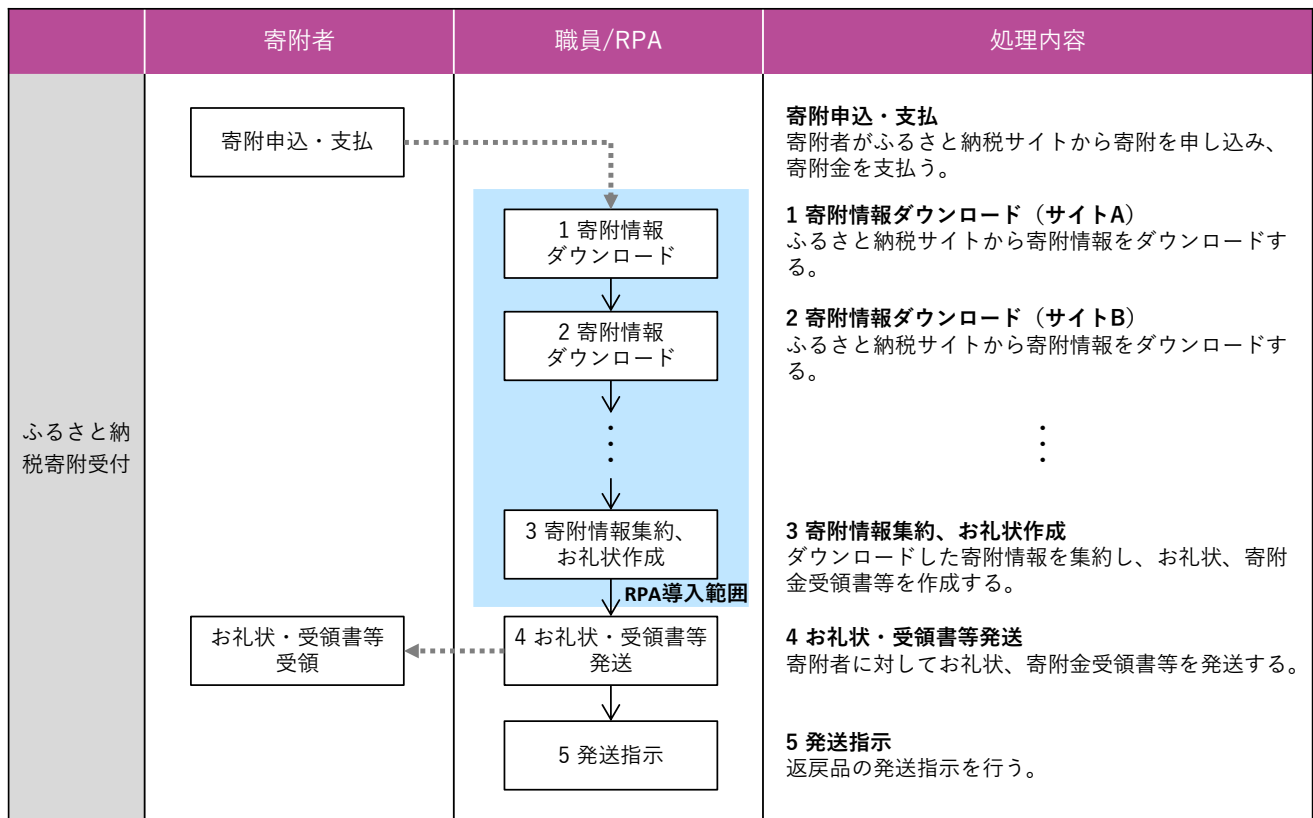 寄附者
職員/RPA
処理内容
ふるさと納
税寄附受付
寄附申込・支払
寄附申込・支払
寄附者がふるさと納税サイトから寄附を申し込み、
寄附金を支払う。
1 寄附情報
ダウンロード
1 寄附情報ダウンロード（サイトA）
ふるさと納税サイトから寄附情報をダウンロードす
る。
2 寄附情報
ダウンロード
2 寄附情報ダウンロード（サイトB）
ふるさと納税サイトから寄附情報をダウンロードす
る。
3 寄附情報集約、
お礼状作成
RPA導入範囲
3 寄附情報集約、お礼状作成
ダウンロードした寄附情報を集約し、お礼状、寄附
金受領書等を作成する。
お礼状・受領書等
受領
4 お礼状・受領書等
発送
4 お礼状・受領書等発送
寄附者に対してお礼状、寄附金受領書等を発送する。
5 発送指示
5 発送指示
返戻品の発送指示を行う。